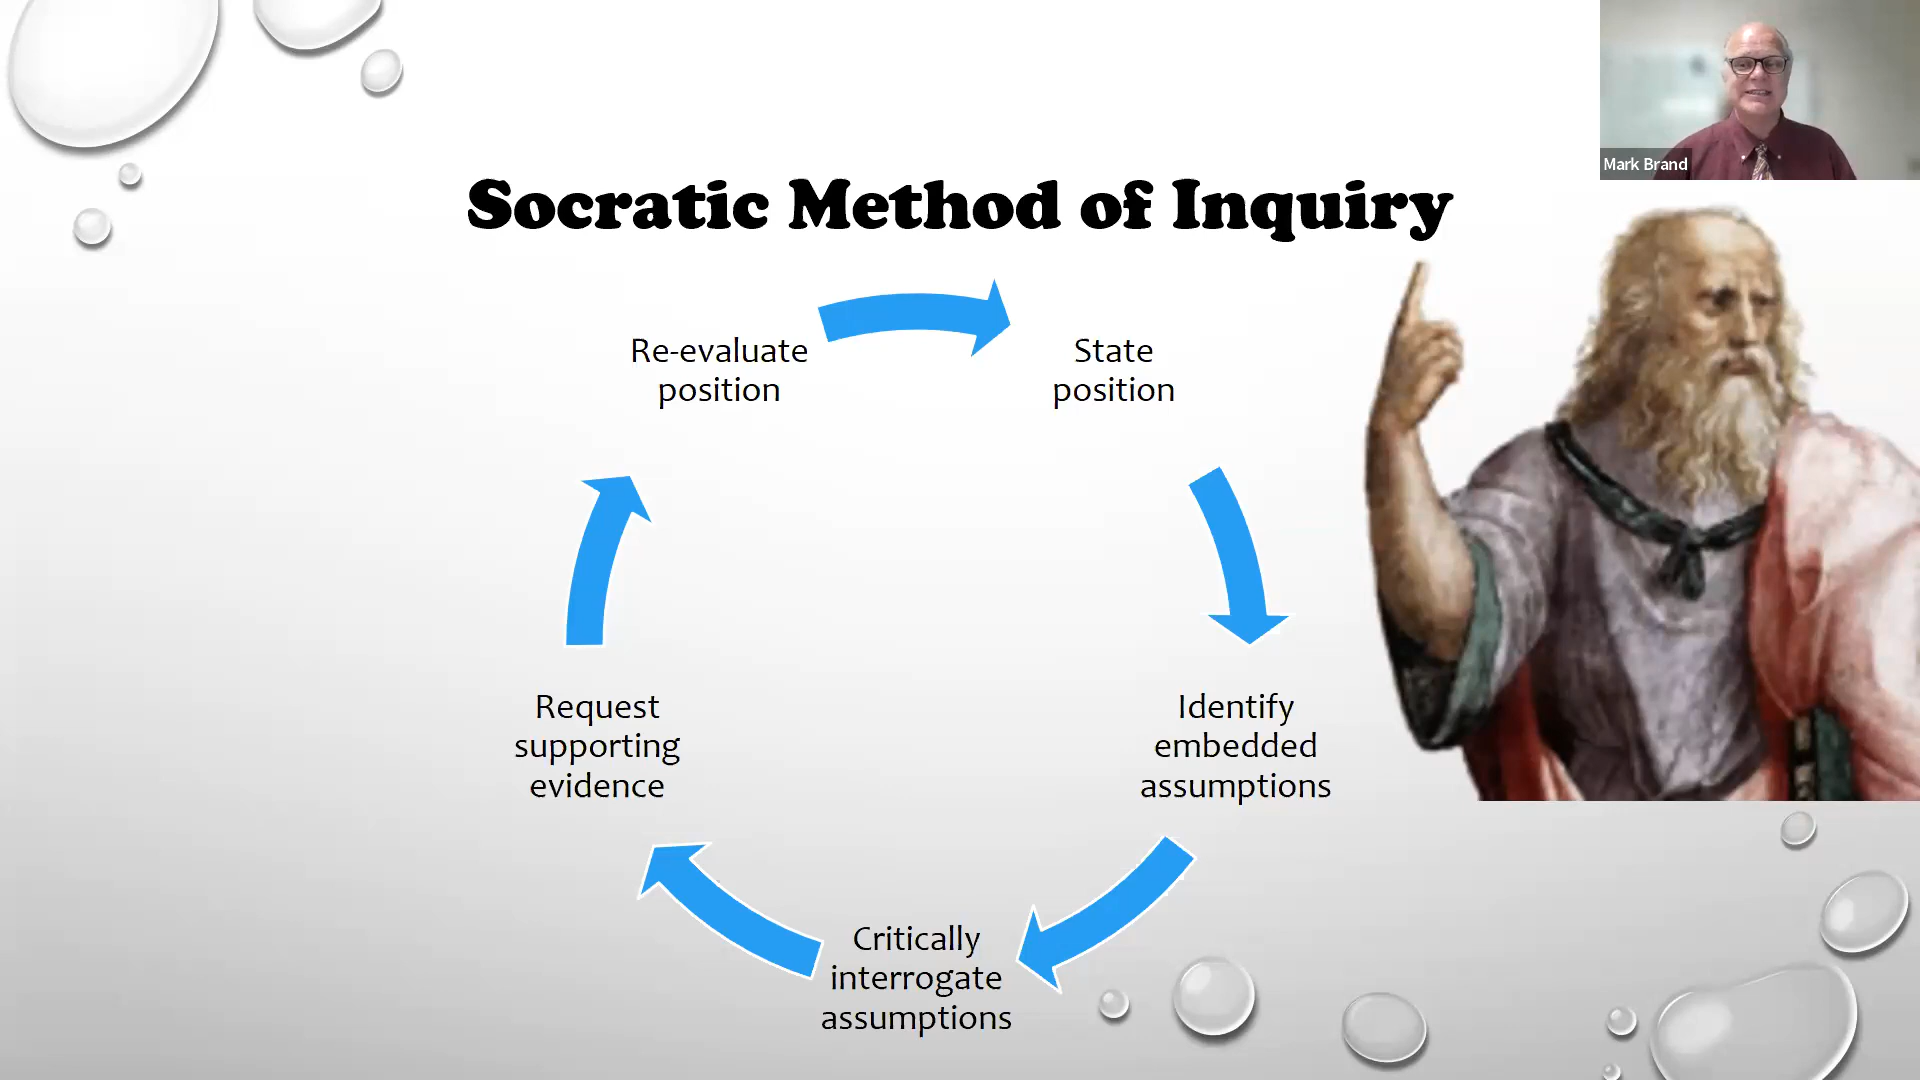 Mark Brand
Socratic Method of Inquiry
Re-evaluate
position
State
position
Identify
embedded
assumptions
Critically
interrogate
assumptions
Request
supporting
evidence